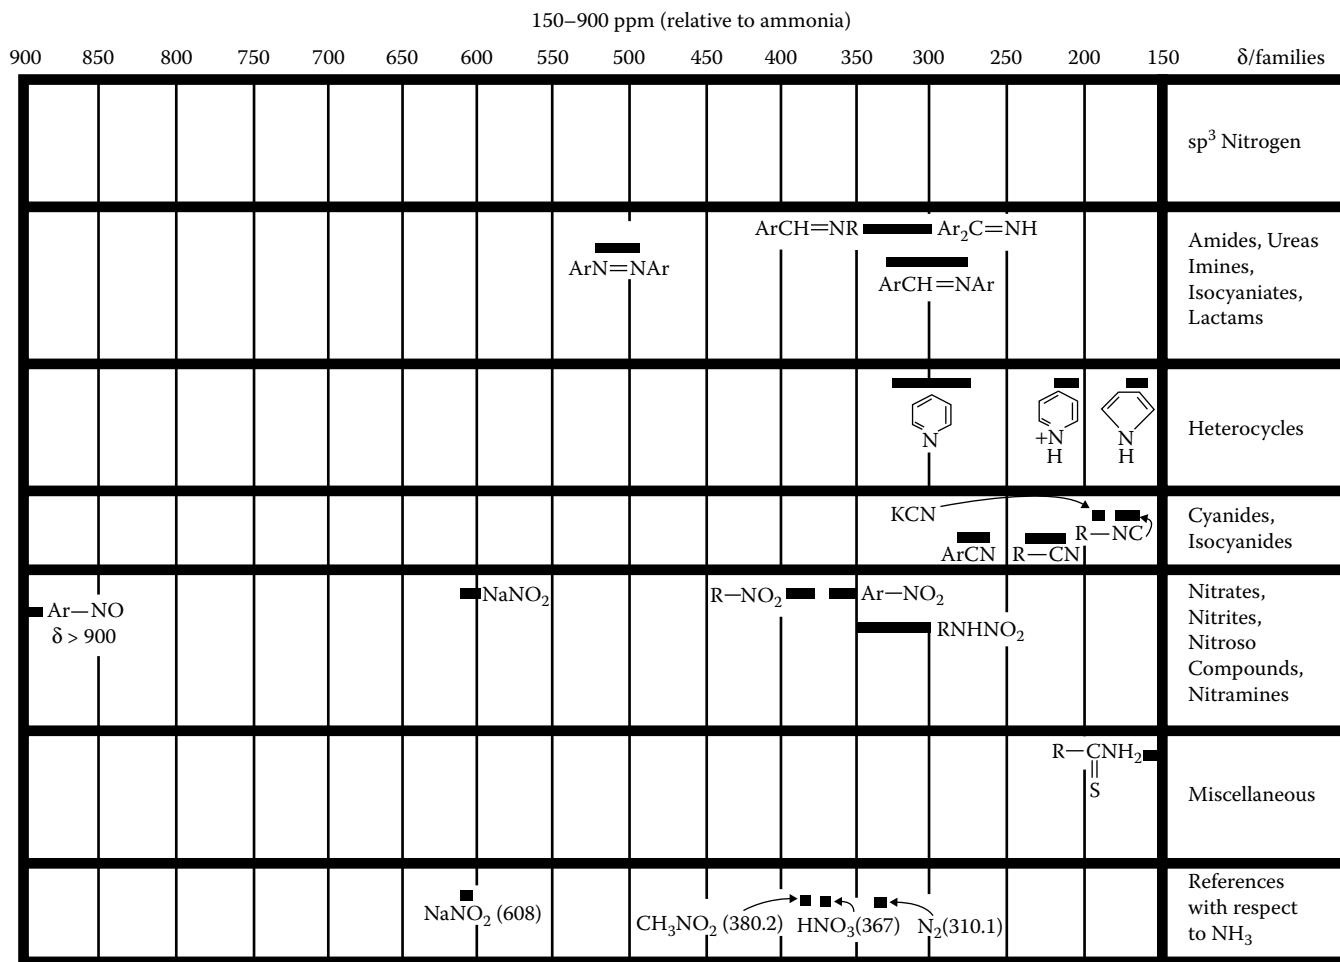 150–900 ppm (relative to ammonia)
900 850 800 750 700 650 600 550 500 450 400 350 300 250 200 150 δ/families
sp³ Nitrogen
ArCH=NR Ar₂C=NH
ArN=NAr
ArCH=NAr
Amides, Ureas
Imines,
Isocyaniates,
Lactams
N
+N
H
N
H
Heterocycles
KCN
R—NC
ArCN R—CN
Cyanides,
Isocyanides
Ar—NO
δ > 900
NaNO₂
R—NO₂ Ar—NO₂
RNHNO₂
Nitrates,
Nitrites,
Nitroso
Compounds,
Nitramines
R—CNH₂
S
Miscellaneous
NaNO₂ (608)
CH₃NO₂ (380.2) HNO₃(367) N₂(310.1)
References
with respect
to NH₃